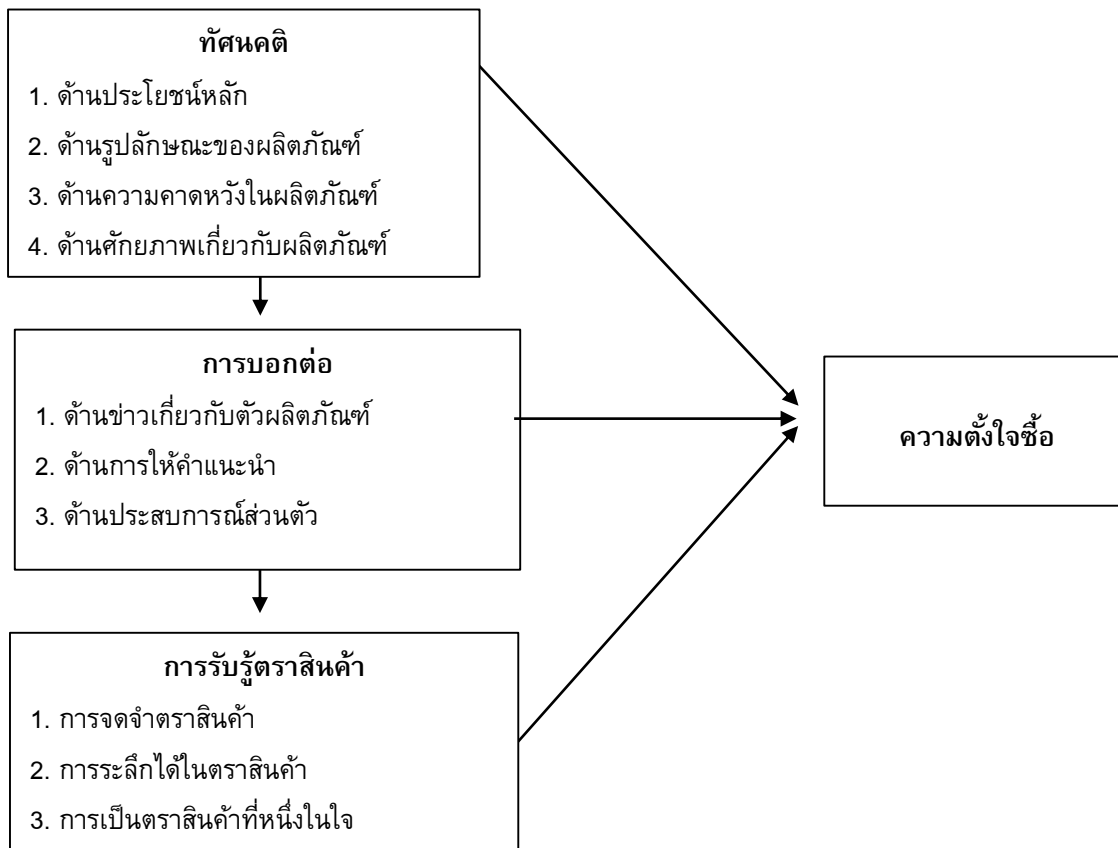 ทัศนคติ
1. ด้านประโยชน์หลัก
2. ด้านรูปลักษณะของผลิตภัณฑ์
3. ด้านความคาดหวังในผลิตภัณฑ์
4. ด้านศักยภาพเกี่ยวกับผลิตภัณฑ์
การบอกต่อ
1. ด้านข่าวเกี่ยวกับตัวผลิตภัณฑ์
2. ด้านการให้คำแนะนำ
3. ด้านประสบการณ์ส่วนตัว
ความตั้งใจซื้อ
การรับรู้ตราสินค้า
1. การจดจำตราสินค้า
2. การระลึกได้ในตราสินค้า
3. การเป็นตราสินค้าที่หนึ่งในใจ